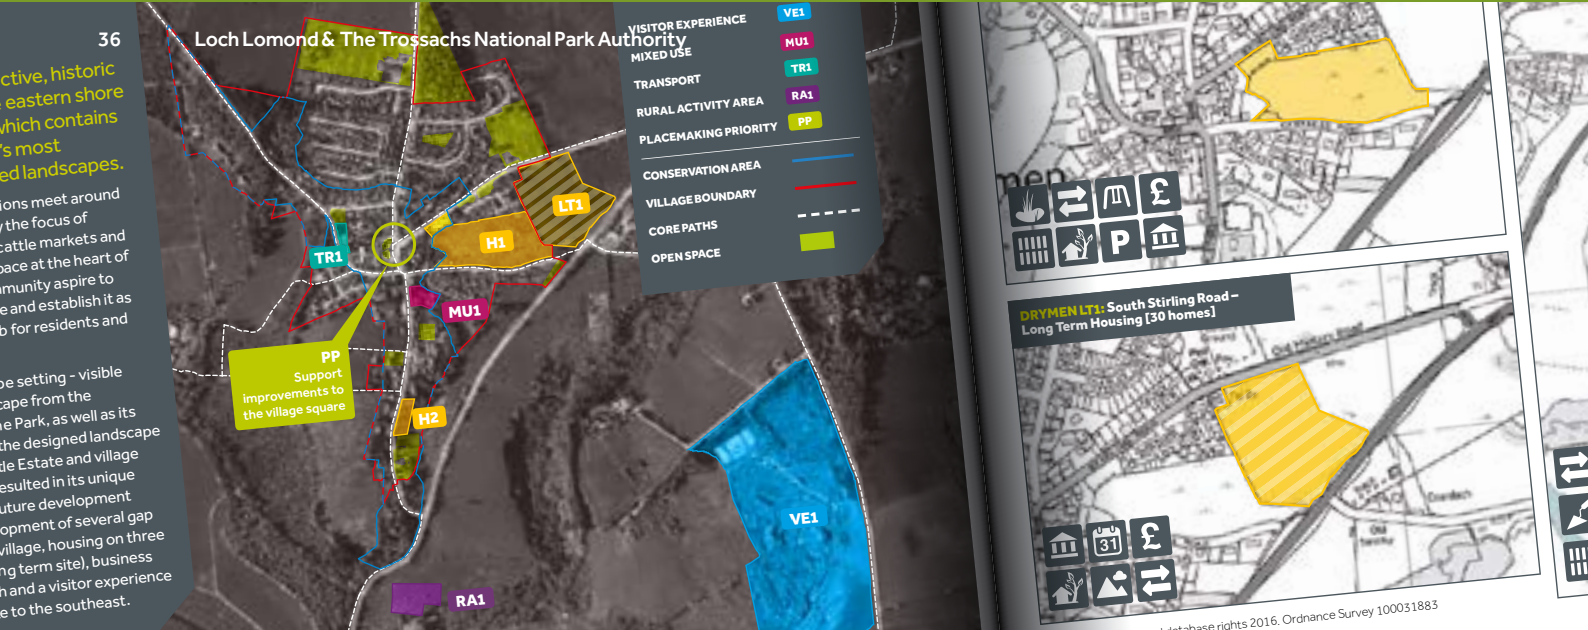 36
Loch Lomond & The Trossachs National Park Authority
ctive, historic
eastern shore
which contains
's most
ed landscapes.
ions meet around
y the focus of
cattle markets and
pace at the heart of
mmunity aspire to
e and establish it as
b for residents and
pe setting - visible
cape from the
ne Park, as well as its
the designed landscape
tle Estate and village
esulted in its unique
uture development
opment of several gap
village, housing on three
ng term site), business
h and a visitor experience
e to the southeast.
TR1
H1
LT1
MU1
PP
Support
improvements to
the village square
H2
VE1
RA1
VISITOR EXPERIENCE VE1
MIXED USE MU1
TRANSPORT TR1
RURAL ACTIVITY AREA RA1
PLACEMAKING PRIORITY PP
CONSERVATION AREA
VILLAGE BOUNDARY
CORE PATHS
OPEN SPACE
men
£
P
DRYMEN LT1: South Stirling Road –
Long Term Housing [30 homes]
31
£
database rights 2016. Ordnance Survey 100031883